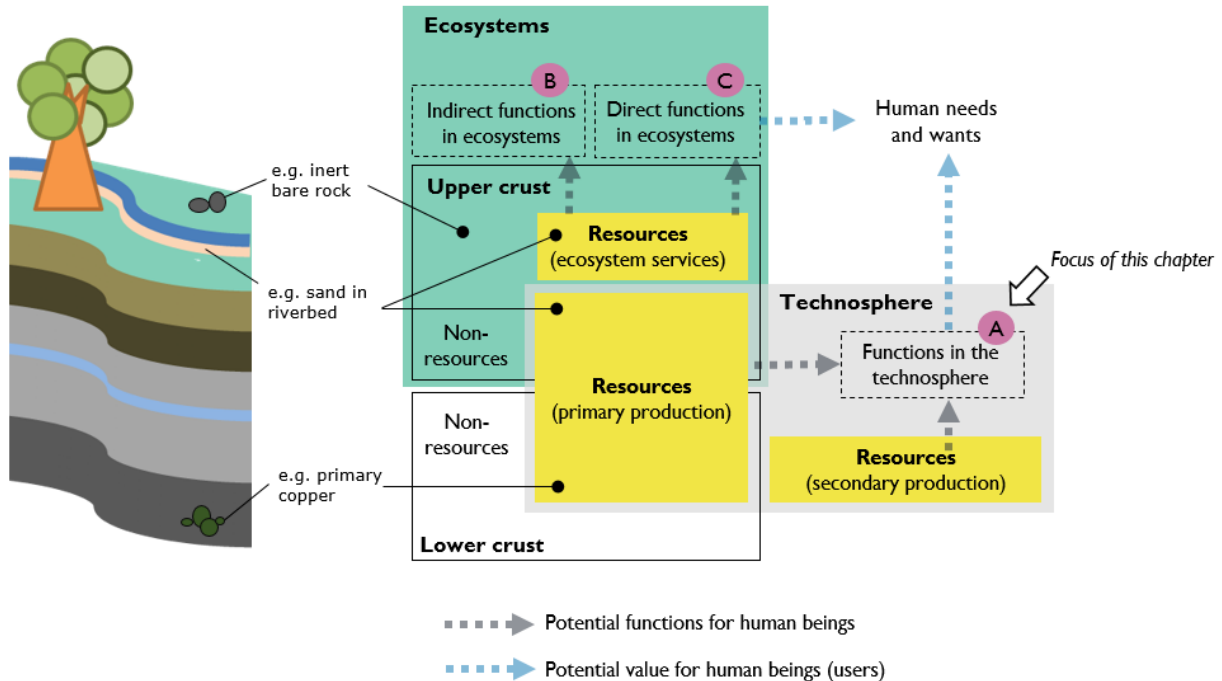 Ecosystems
B
C
Indirect functions
in ecosystems
Direct functions
in ecosystems
Human needs
and wants
e.g. inert
bare rock
Upper crust
Resources
(ecosystem services)
Focus of this chapter
e.g. sand in
riverbed
Technosphere
A
Non-
resources
Functions in the
technosphere
Resources
(primary production)
Non-
resources
e.g. primary
copper
Resources
(secondary production)
Lower crust
Potential functions for human beings
Potential value for human beings (users)